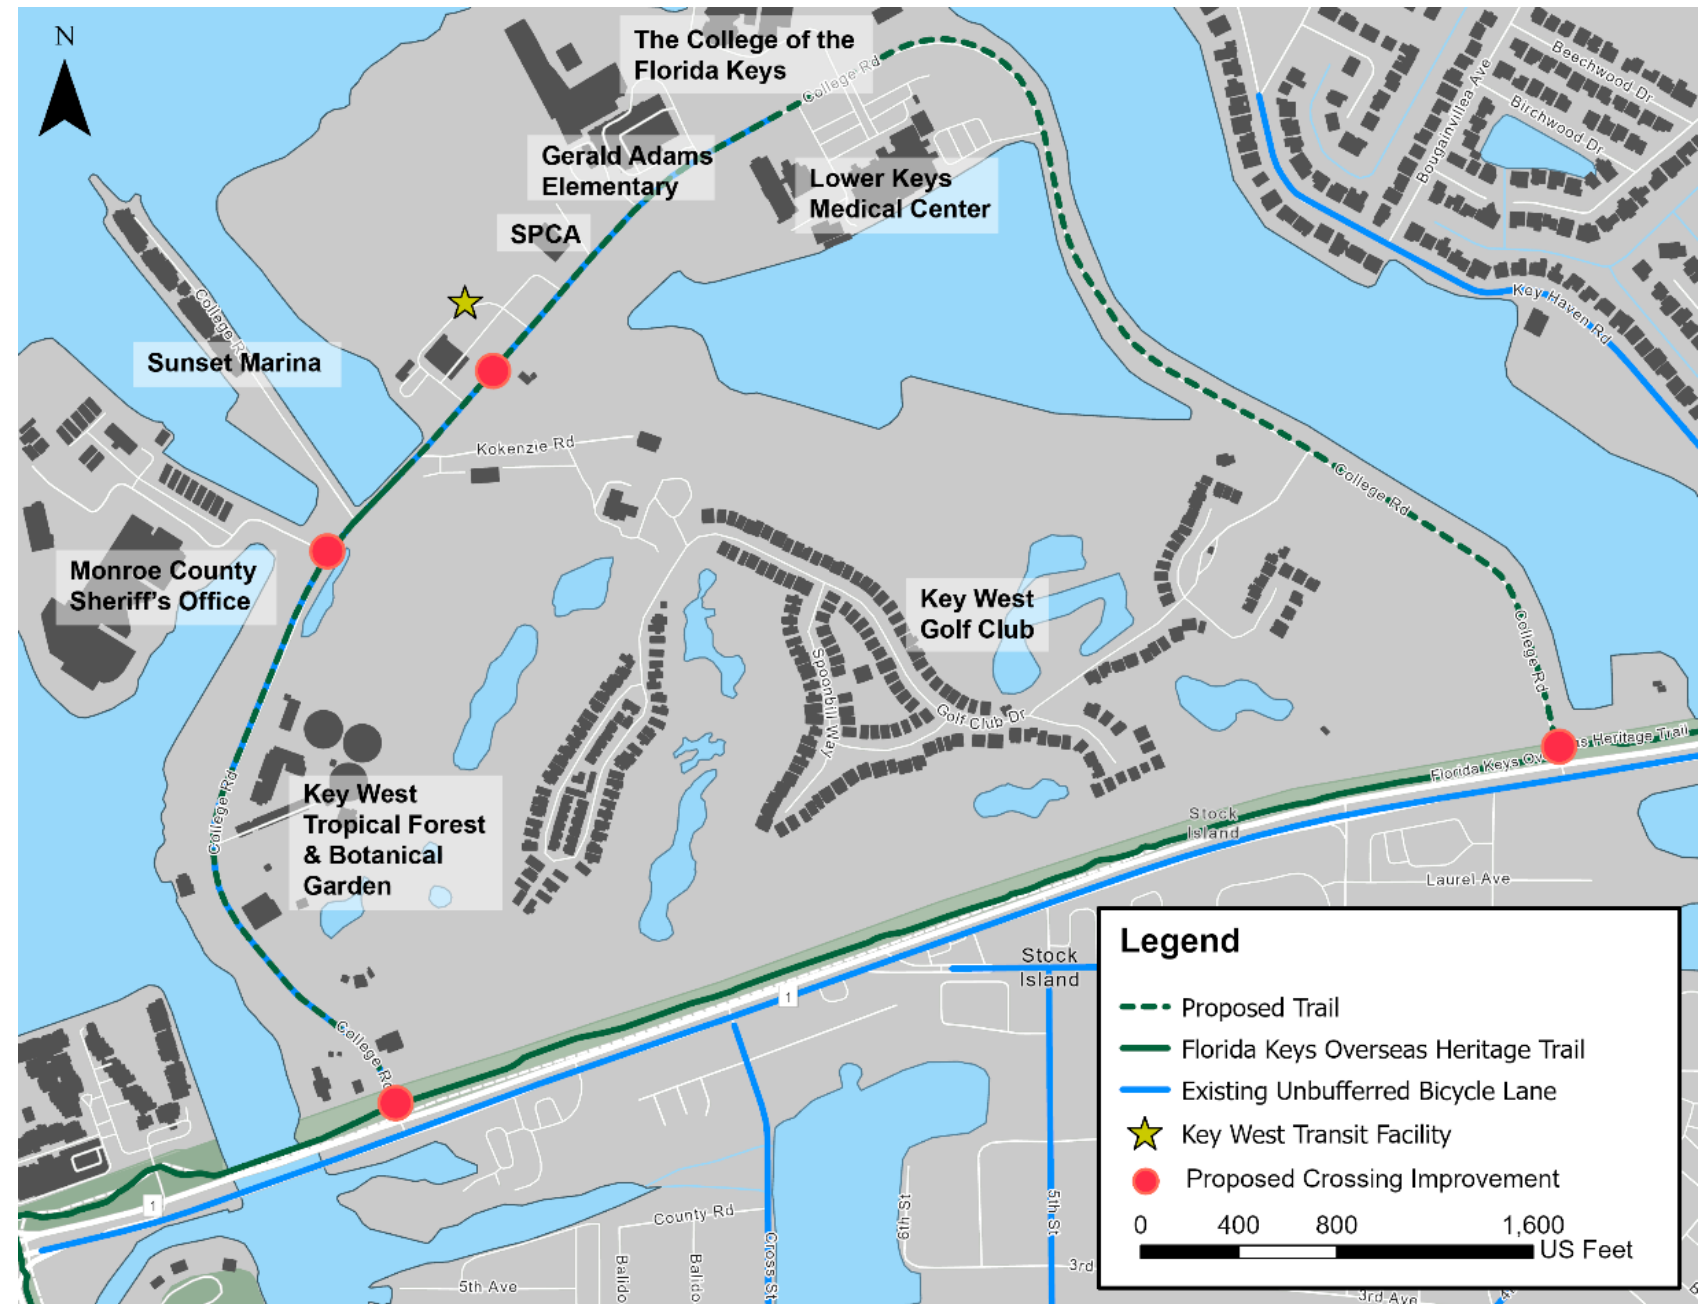 N
The College of the
Florida Keys
College Rd
Gerald Adams
Elementary
Lower Keys
Medical Center
SPCA
Beechwood Dr
Birchwood Dr
Bougainvillea Ave
Key Haven Rd
College R
Sunset Marina
Kokenzie Rd
College Rd
Monroe County
Sheriff's Office
Key West
Golf Club
Spoonbill Way
Golf Club Dr
College Rd
College Rd
Key West
Tropical Forest
& Botanical
Garden
ns Heritage Trail
Florida Keys Ov
Stock
Island
Laurel Ave
Stock
Island
1
College Rd
1
County Rd
5th Ave
Balido
Balido
Cross St
6th St
5th St
3rd
3rd Ave
Legend
Proposed Trail
Florida Keys Overseas Heritage Trail
Existing Unbufferred Bicycle Lane
Key West Transit Facility
Proposed Crossing Improvement
0 400 800 1,600
US Feet